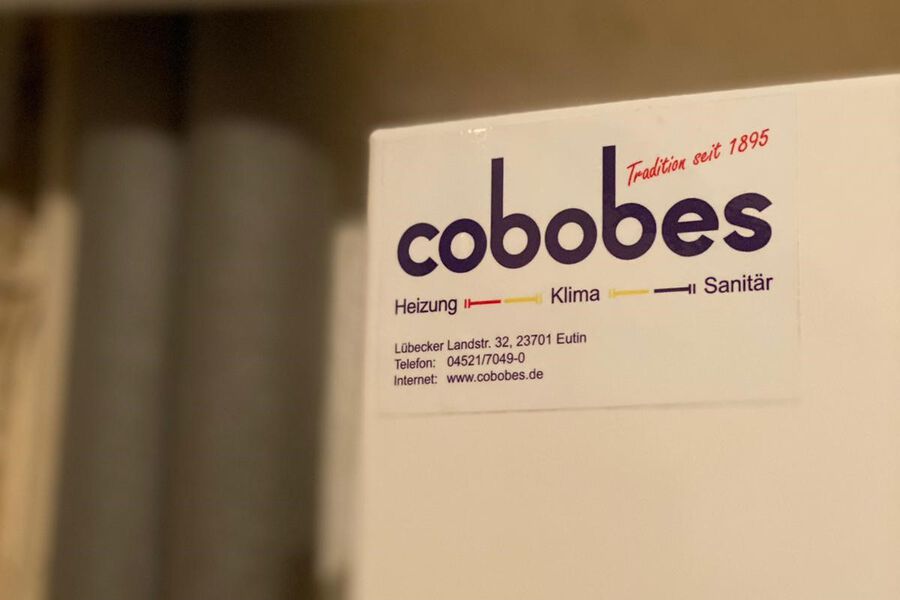 Tradition seit 1895
cobobes
Heizung Klima Sanitär
Lübecker Landstr. 32, 23701 Eutin
Telefon: 04521/7049-0
Internet: www.cobobes.de